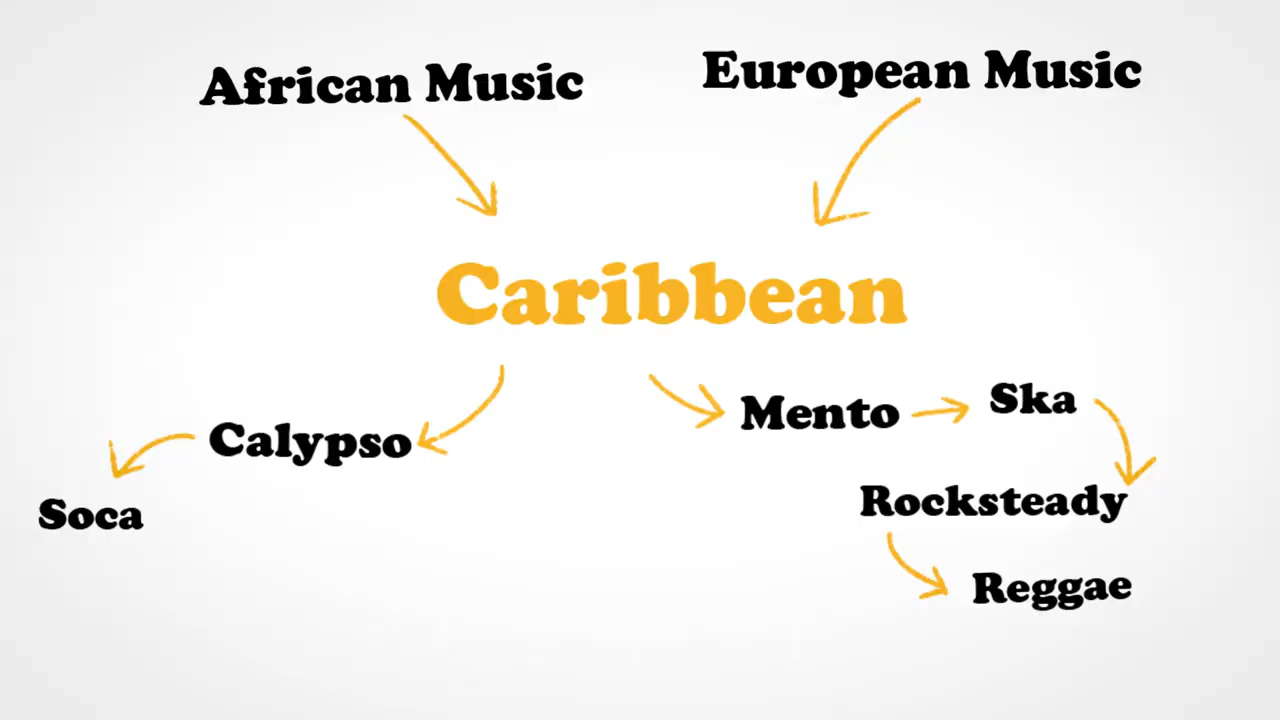 African Music
European Music
Caribbean
Calypso
Soca
Mento
Ska
Rocksteady
Reggae